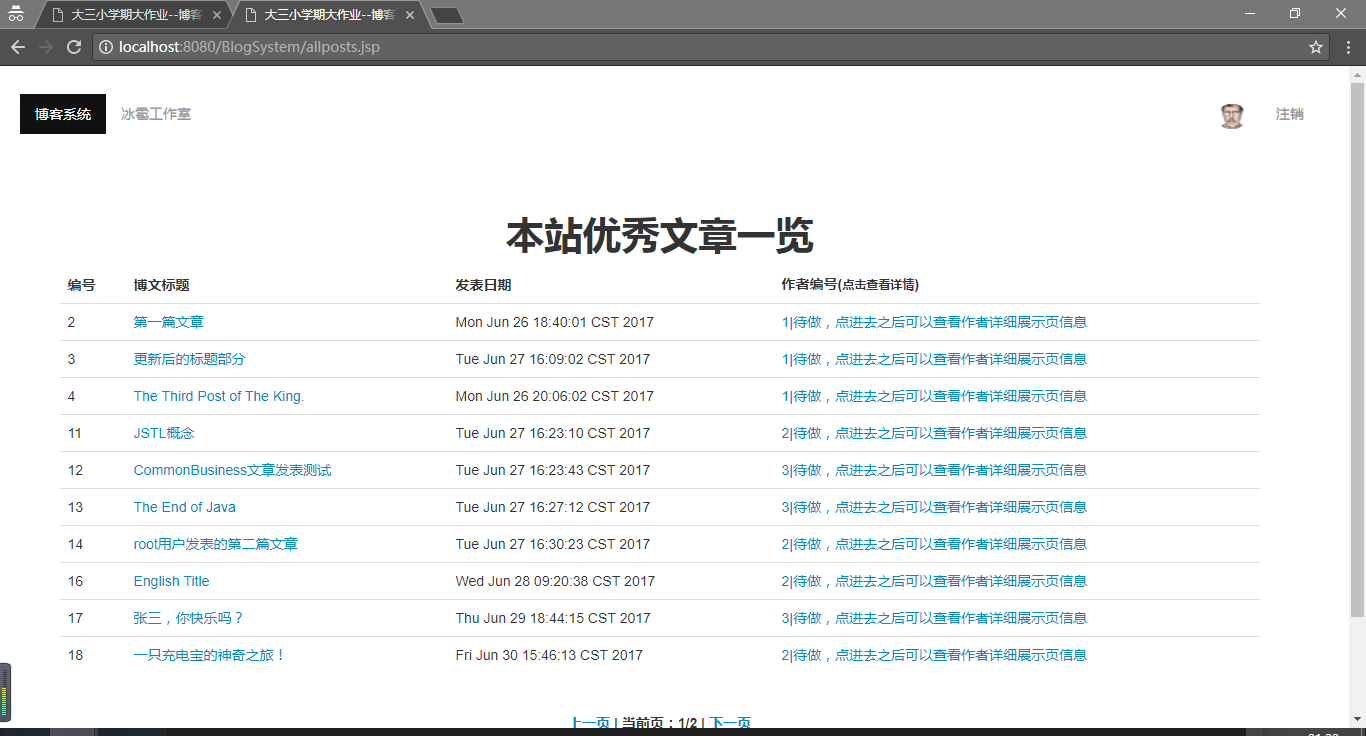 大三小学期大作业--博客 大三小学期大作业--博客
localhost:8080/BlogSystem/allposts.jsp
博客系统 冰雹工作室 注销
本站优秀文章一览
编号 博文标题 发表日期 作者编号(点击查看详情)
2 第一篇文章 Mon Jun 26 18:40:01 CST 2017 1|待做，点进去之后可以查看作者详细展示页信息
3 更新后的标题部分 Tue Jun 27 16:09:02 CST 2017 1|待做，点进去之后可以查看作者详细展示页信息
4 The Third Post of The King. Mon Jun 26 20:06:02 CST 2017 1|待做，点进去之后可以查看作者详细展示页信息
11 JSTL概念 Tue Jun 27 16:23:10 CST 2017 2|待做，点进去之后可以查看作者详细展示页信息
12 CommonBusiness文章发表测试 Tue Jun 27 16:23:43 CST 2017 3|待做，点进去之后可以查看作者详细展示页信息
13 The End of Java Tue Jun 27 16:27:12 CST 2017 3|待做，点进去之后可以查看作者详细展示页信息
14 root用户发表的第二篇文章 Tue Jun 27 16:30:23 CST 2017 2|待做，点进去之后可以查看作者详细展示页信息
16 English Title Wed Jun 28 09:20:38 CST 2017 2|待做，点进去之后可以查看作者详细展示页信息
17 张三，你快乐吗？ Thu Jun 29 18:44:15 CST 2017 3|待做，点进去之后可以查看作者详细展示页信息
18 一只充电宝的神奇之旅！ Fri Jun 30 15:46:13 CST 2017 2|待做，点进去之后可以查看作者详细展示页信息
上一页 | 当前页：1/2 | 下一页